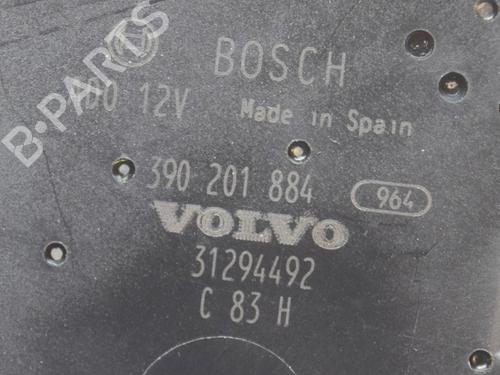 B-PARTS
BOSCH
12V Made in Spain
390 201 884 964
VOLVO
31294492
C 83 H